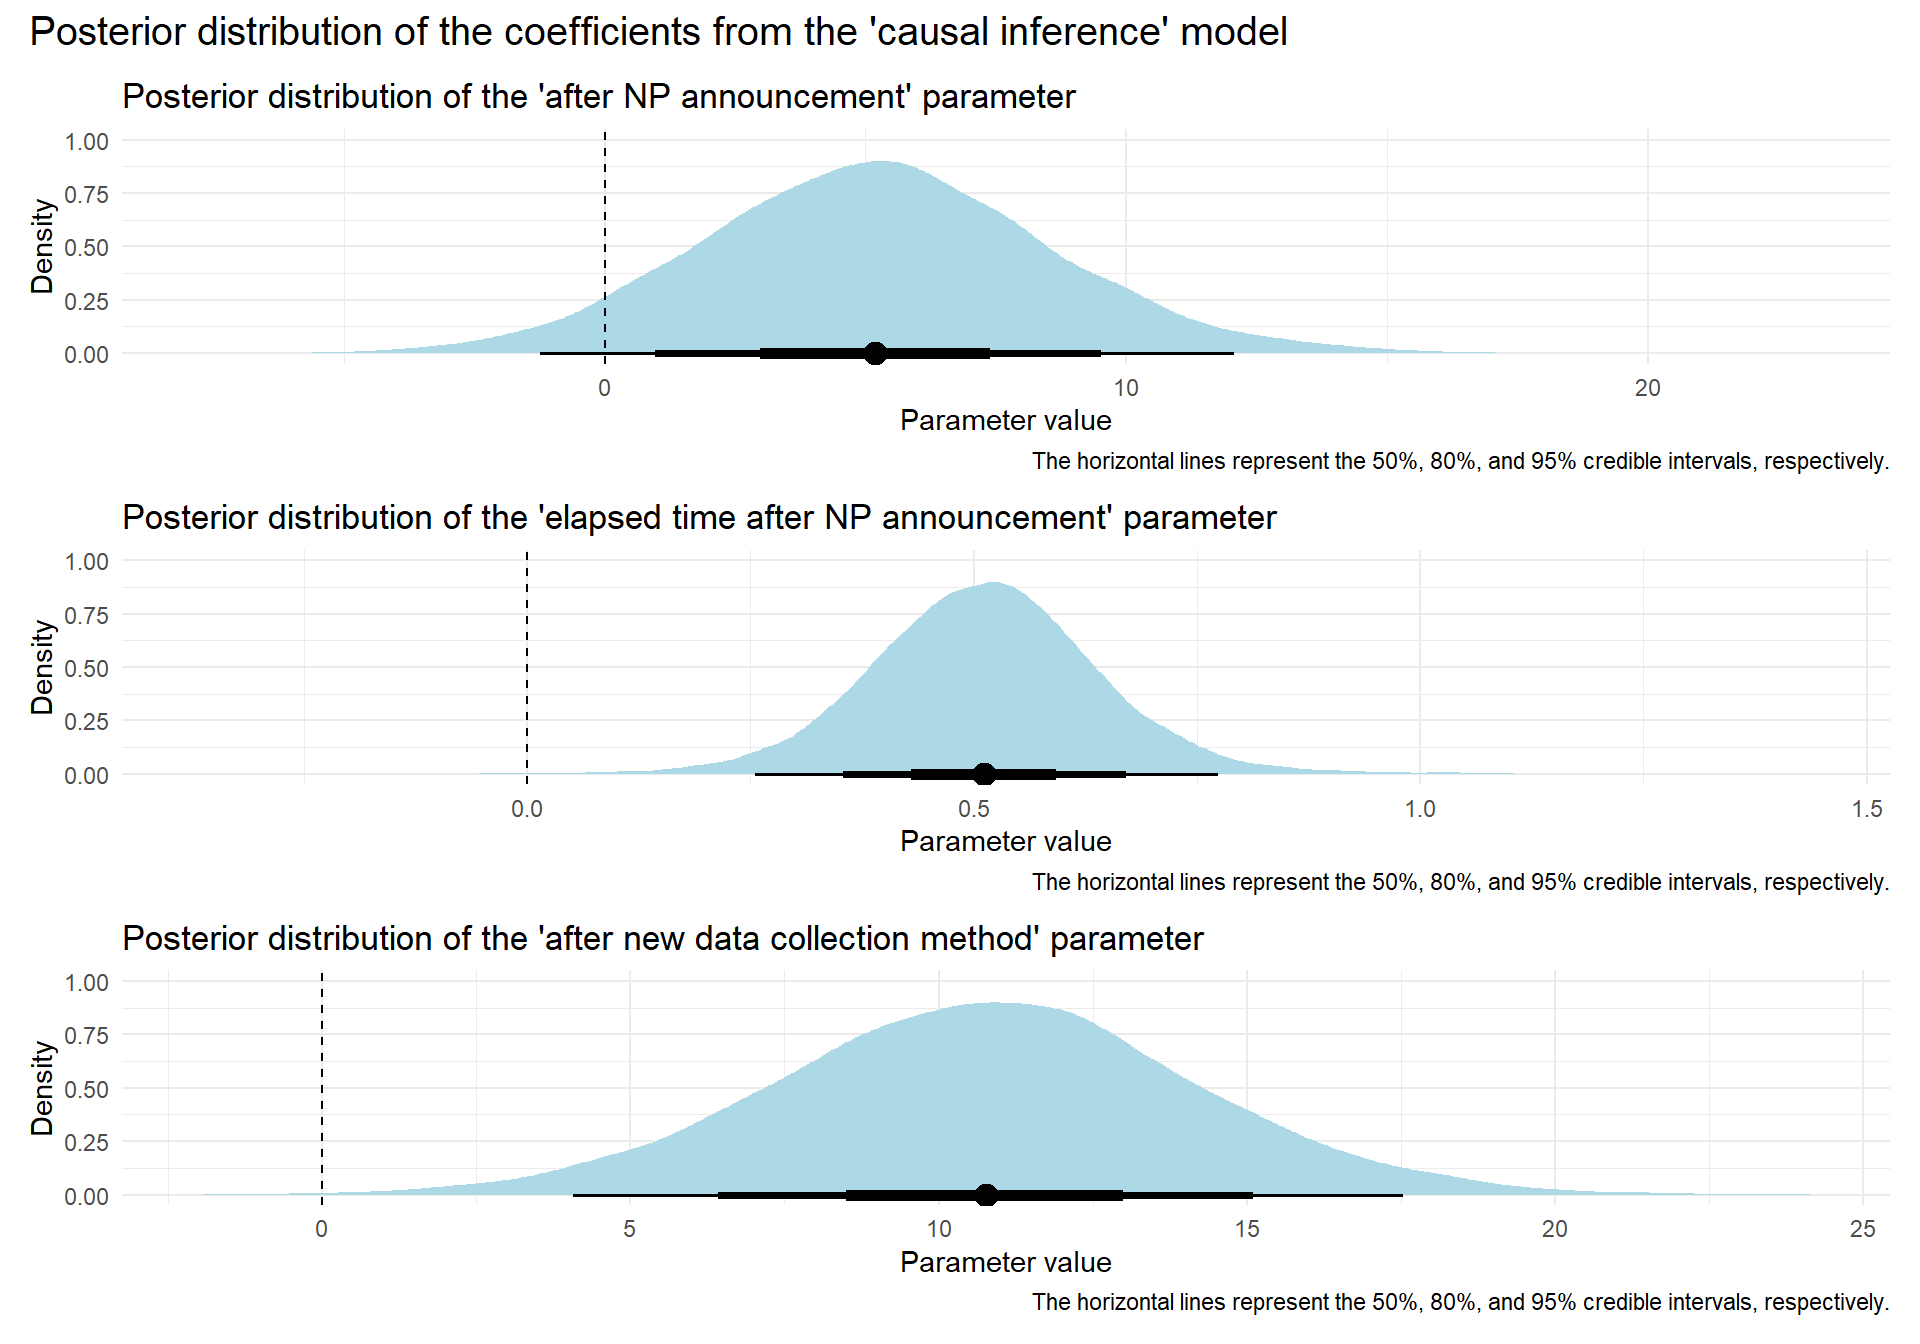 Posterior distribution of the coefficients from the 'causal inference' model
Posterior distribution of the 'after NP announcement' parameter
1.00
0.75
0.50
0.25
0.00
Density
0 10 20
Parameter value
The horizontal lines represent the 50%, 80%, and 95% credible intervals, respectively.
Posterior distribution of the 'elapsed time after NP announcement' parameter
1.00
0.75
0.50
0.25
0.00
Density
0.0 0.5 1.0 1.5
Parameter value
The horizontal lines represent the 50%, 80%, and 95% credible intervals, respectively.
Posterior distribution of the 'after new data collection method' parameter
1.00
0.75
0.50
0.25
0.00
Density
0 5 10 15 20 25
Parameter value
The horizontal lines represent the 50%, 80%, and 95% credible intervals, respectively.